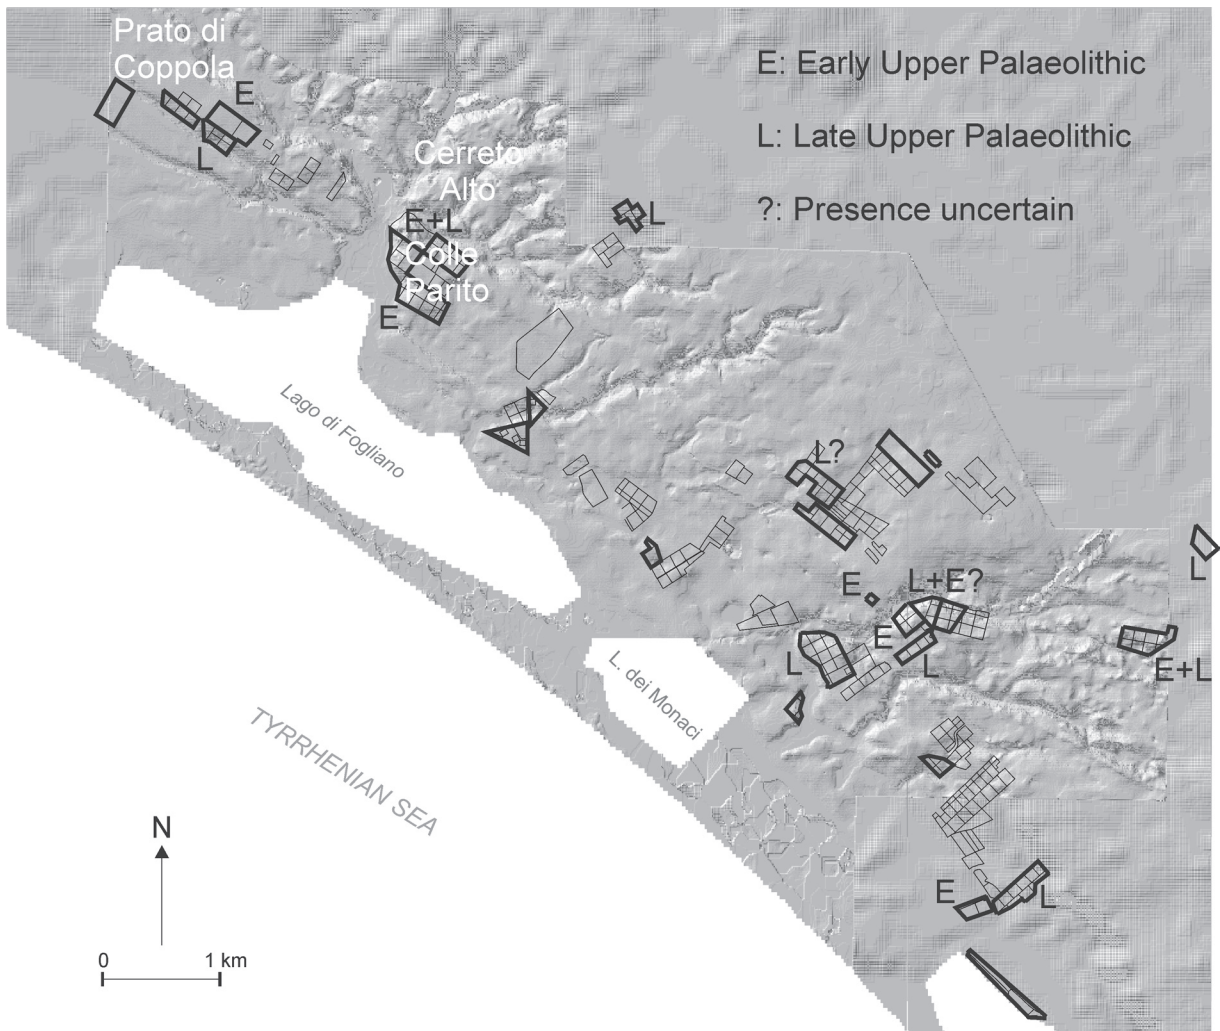 Prato di
Coppola
E
L
E: Early Upper Palaeolithic
L: Late Upper Palaeolithic
?: Presence uncertain
Cerreto
Alto
E+L
Colle
Parito
E
L
Lago di Fogliano
L?
L
E
L+E?
E
L
L
E+L
L. dei Monaci
TYRRHENIAN SEA
N
0 1 km
E
L